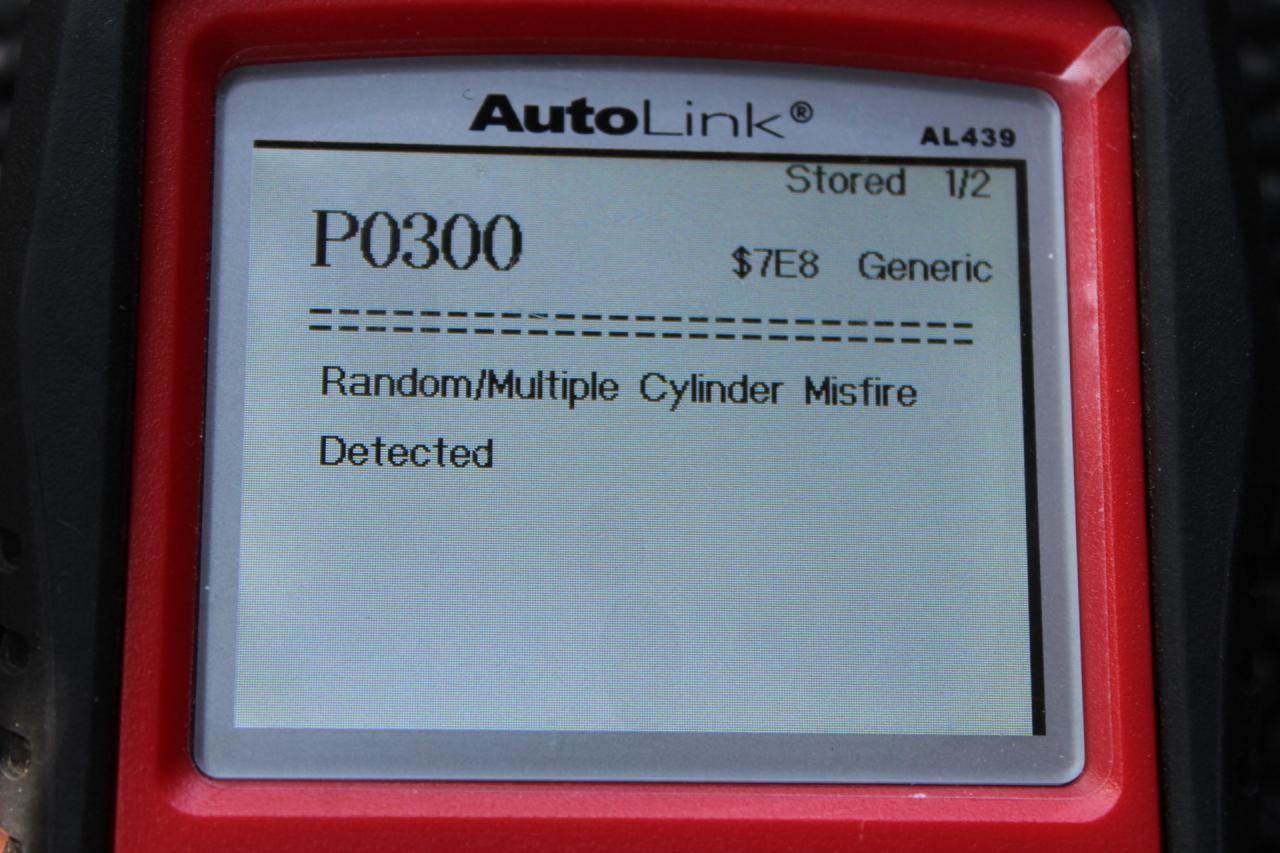 AutoLink®
AL439
Stored 1/2
P0300
$7E8 Generic
============================
Random/Multiple Cylinder Misfire
Detected